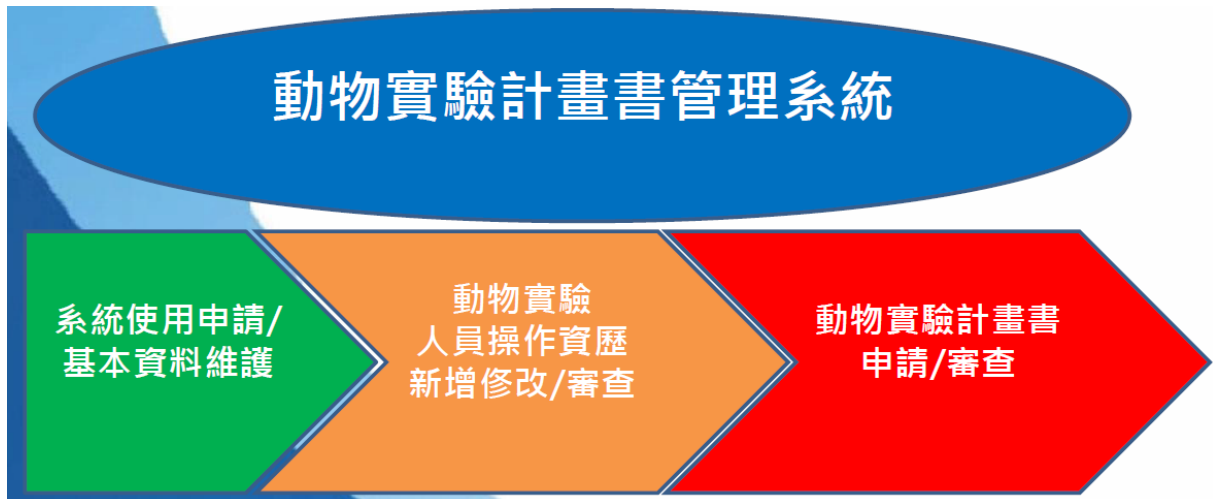 動物實驗計畫書管理系統
系統使用申請/
基本資料維護
動物實驗
人員操作資歷
新增修改/審查
動物實驗計畫書
申請/審查